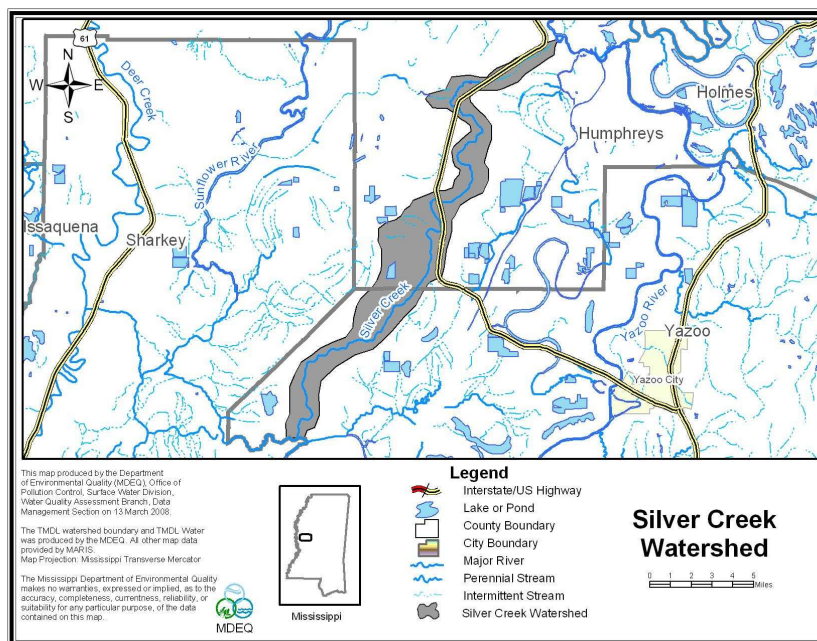 61
N
W E
S
Deer Creek
Sunflower River
Issaquena
Sharkey
Silver Creek
Humphreys
Holmes
Yazoo River
Yazoo
Yazoo City
This map produced by the Department
of Environmental Quality (MDEQ), Office of
Pollution Control, Surface Water Division,
Water Quality Assessment Branch, Data
Management Section on 13 March 2008.
The TMDL watershed boundary and TMDL Water
was produced by the MDEQ. All other map data
provided by MARIS.
Map Projection: Mississippi Transverse Mercator
The Mississippi Department of Environmental Quality
makes no warranties, expressed or implied, as to the
accuracy, completeness, currentness, reliability, or
suitability for any particular purpose, of the data
contained on this map.
MDEQ
Mississippi
Legend
Interstate/US Highway
Lake or Pond
County Boundary
City Boundary
Major River
Perennial Stream
Intermittent Stream
Silver Creek Watershed
Silver Creek
Watershed
0 1 2 3 4 5
Miles